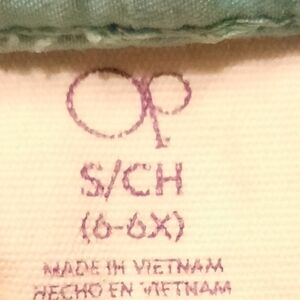 Op
S/CH
(6-6X)
MADE IN VIETNAM
HECHO EN VIETNAM